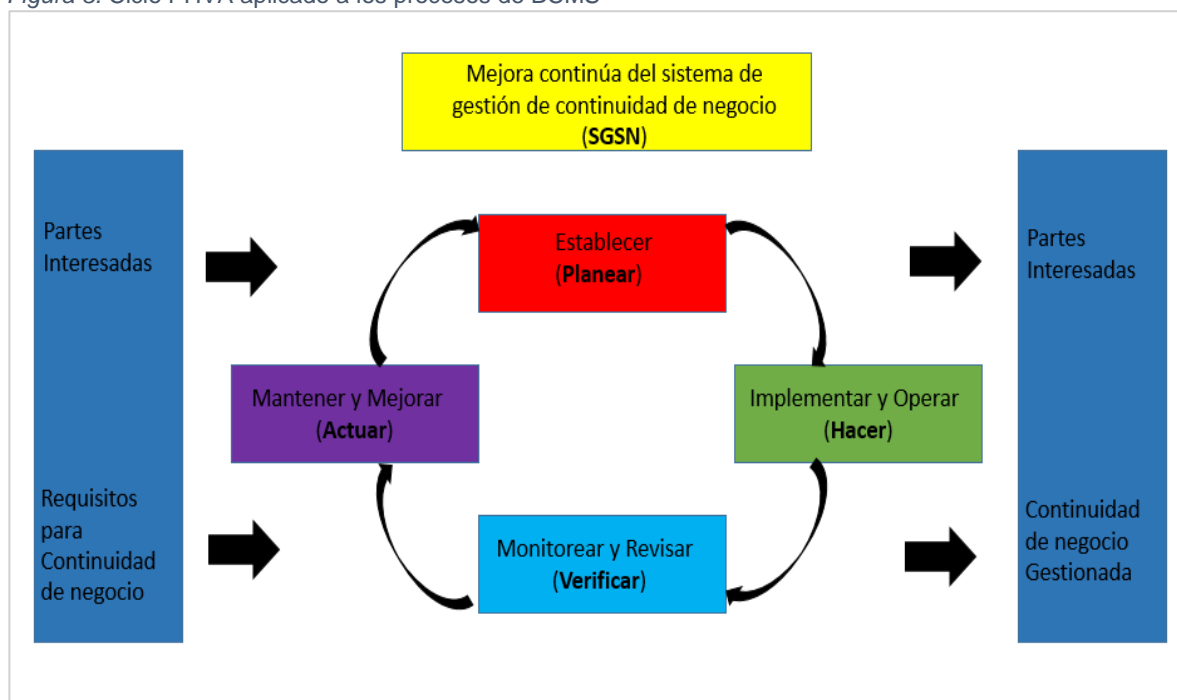 Mejora continúa del sistema de
gestión de continuidad de negocio
(SGSN)
Partes
Interesadas
Establecer
(Planear)
Partes
Interesadas
Mantener y Mejorar
(Actuar)
Implementar y Operar
(Hacer)
Requisitos
para
Continuidad
de negocio
Monitorear y Revisar
(Verificar)
Continuidad
de negocio
Gestionada